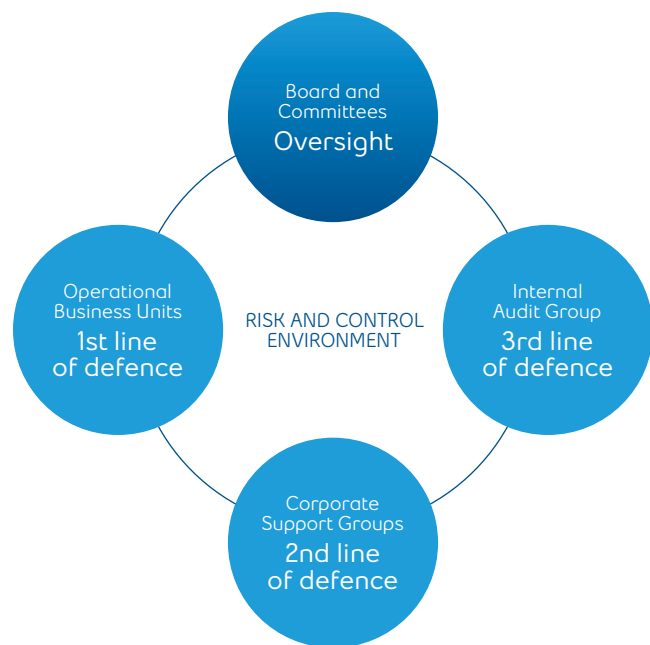 Board and
Committees
Oversight
Operational
Business Units
1st line
of defence
RISK AND CONTROL
ENVIRONMENT
Internal
Audit Group
3rd line
of defence
Corporate
Support Groups
2nd line
of defence